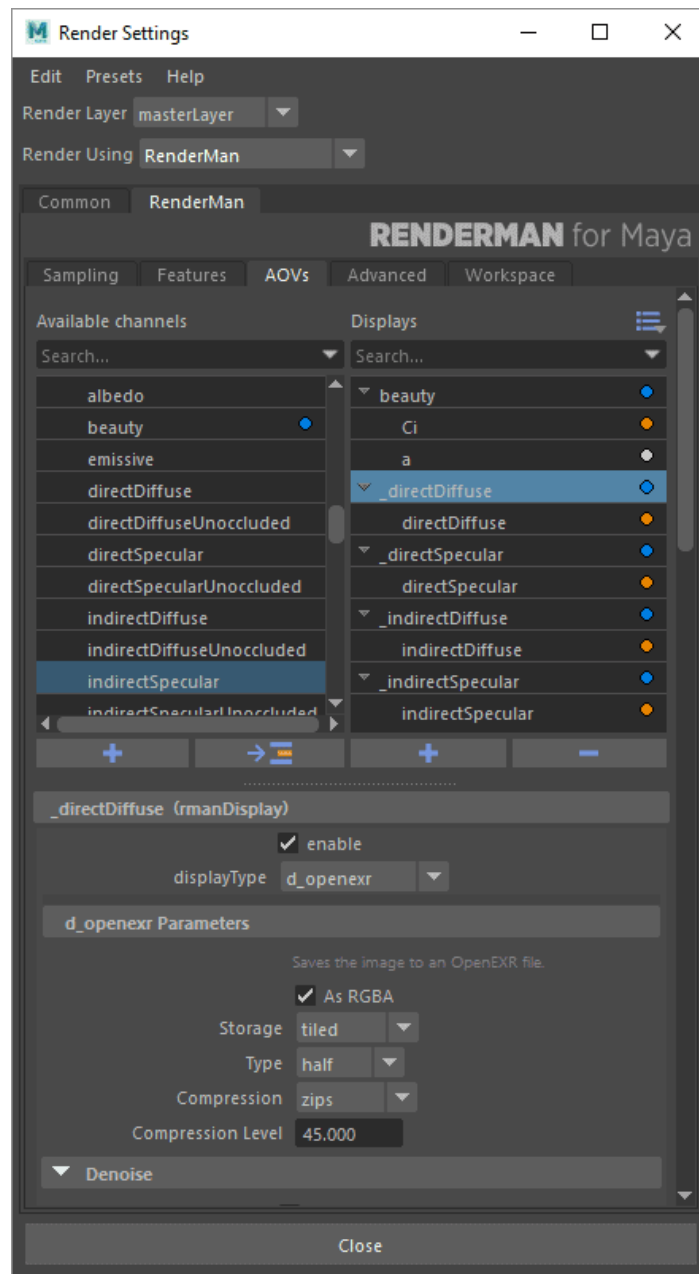 Render Settings
Edit Presets Help
Render Layer masterLayer
Render Using RenderMan
Common RenderMan
RENDERMAN for Maya
Sampling Features AOVs Advanced Workspace
Available channels
Search...
albedo
beauty
emissive
directDiffuse
directDiffuseUnoccluded
directSpecular
directSpecularUnoccluded
indirectDiffuse
indirectDiffuseUnoccluded
indirectSpecular
indirectSpecularUnoccluded
Displays
Search...
beauty
Ci
a
_directDiffuse
directDiffuse
_directSpecular
directSpecular
_indirectDiffuse
indirectDiffuse
_indirectSpecular
indirectSpecular
_directDiffuse (rmanDisplay)
enable
displayType d_openexr
d_openexr Parameters
Saves the image to an OpenEXR file.
As RGBA
Storage tiled
Type half
Compression zips
Compression Level 45.000
Denoise
Close